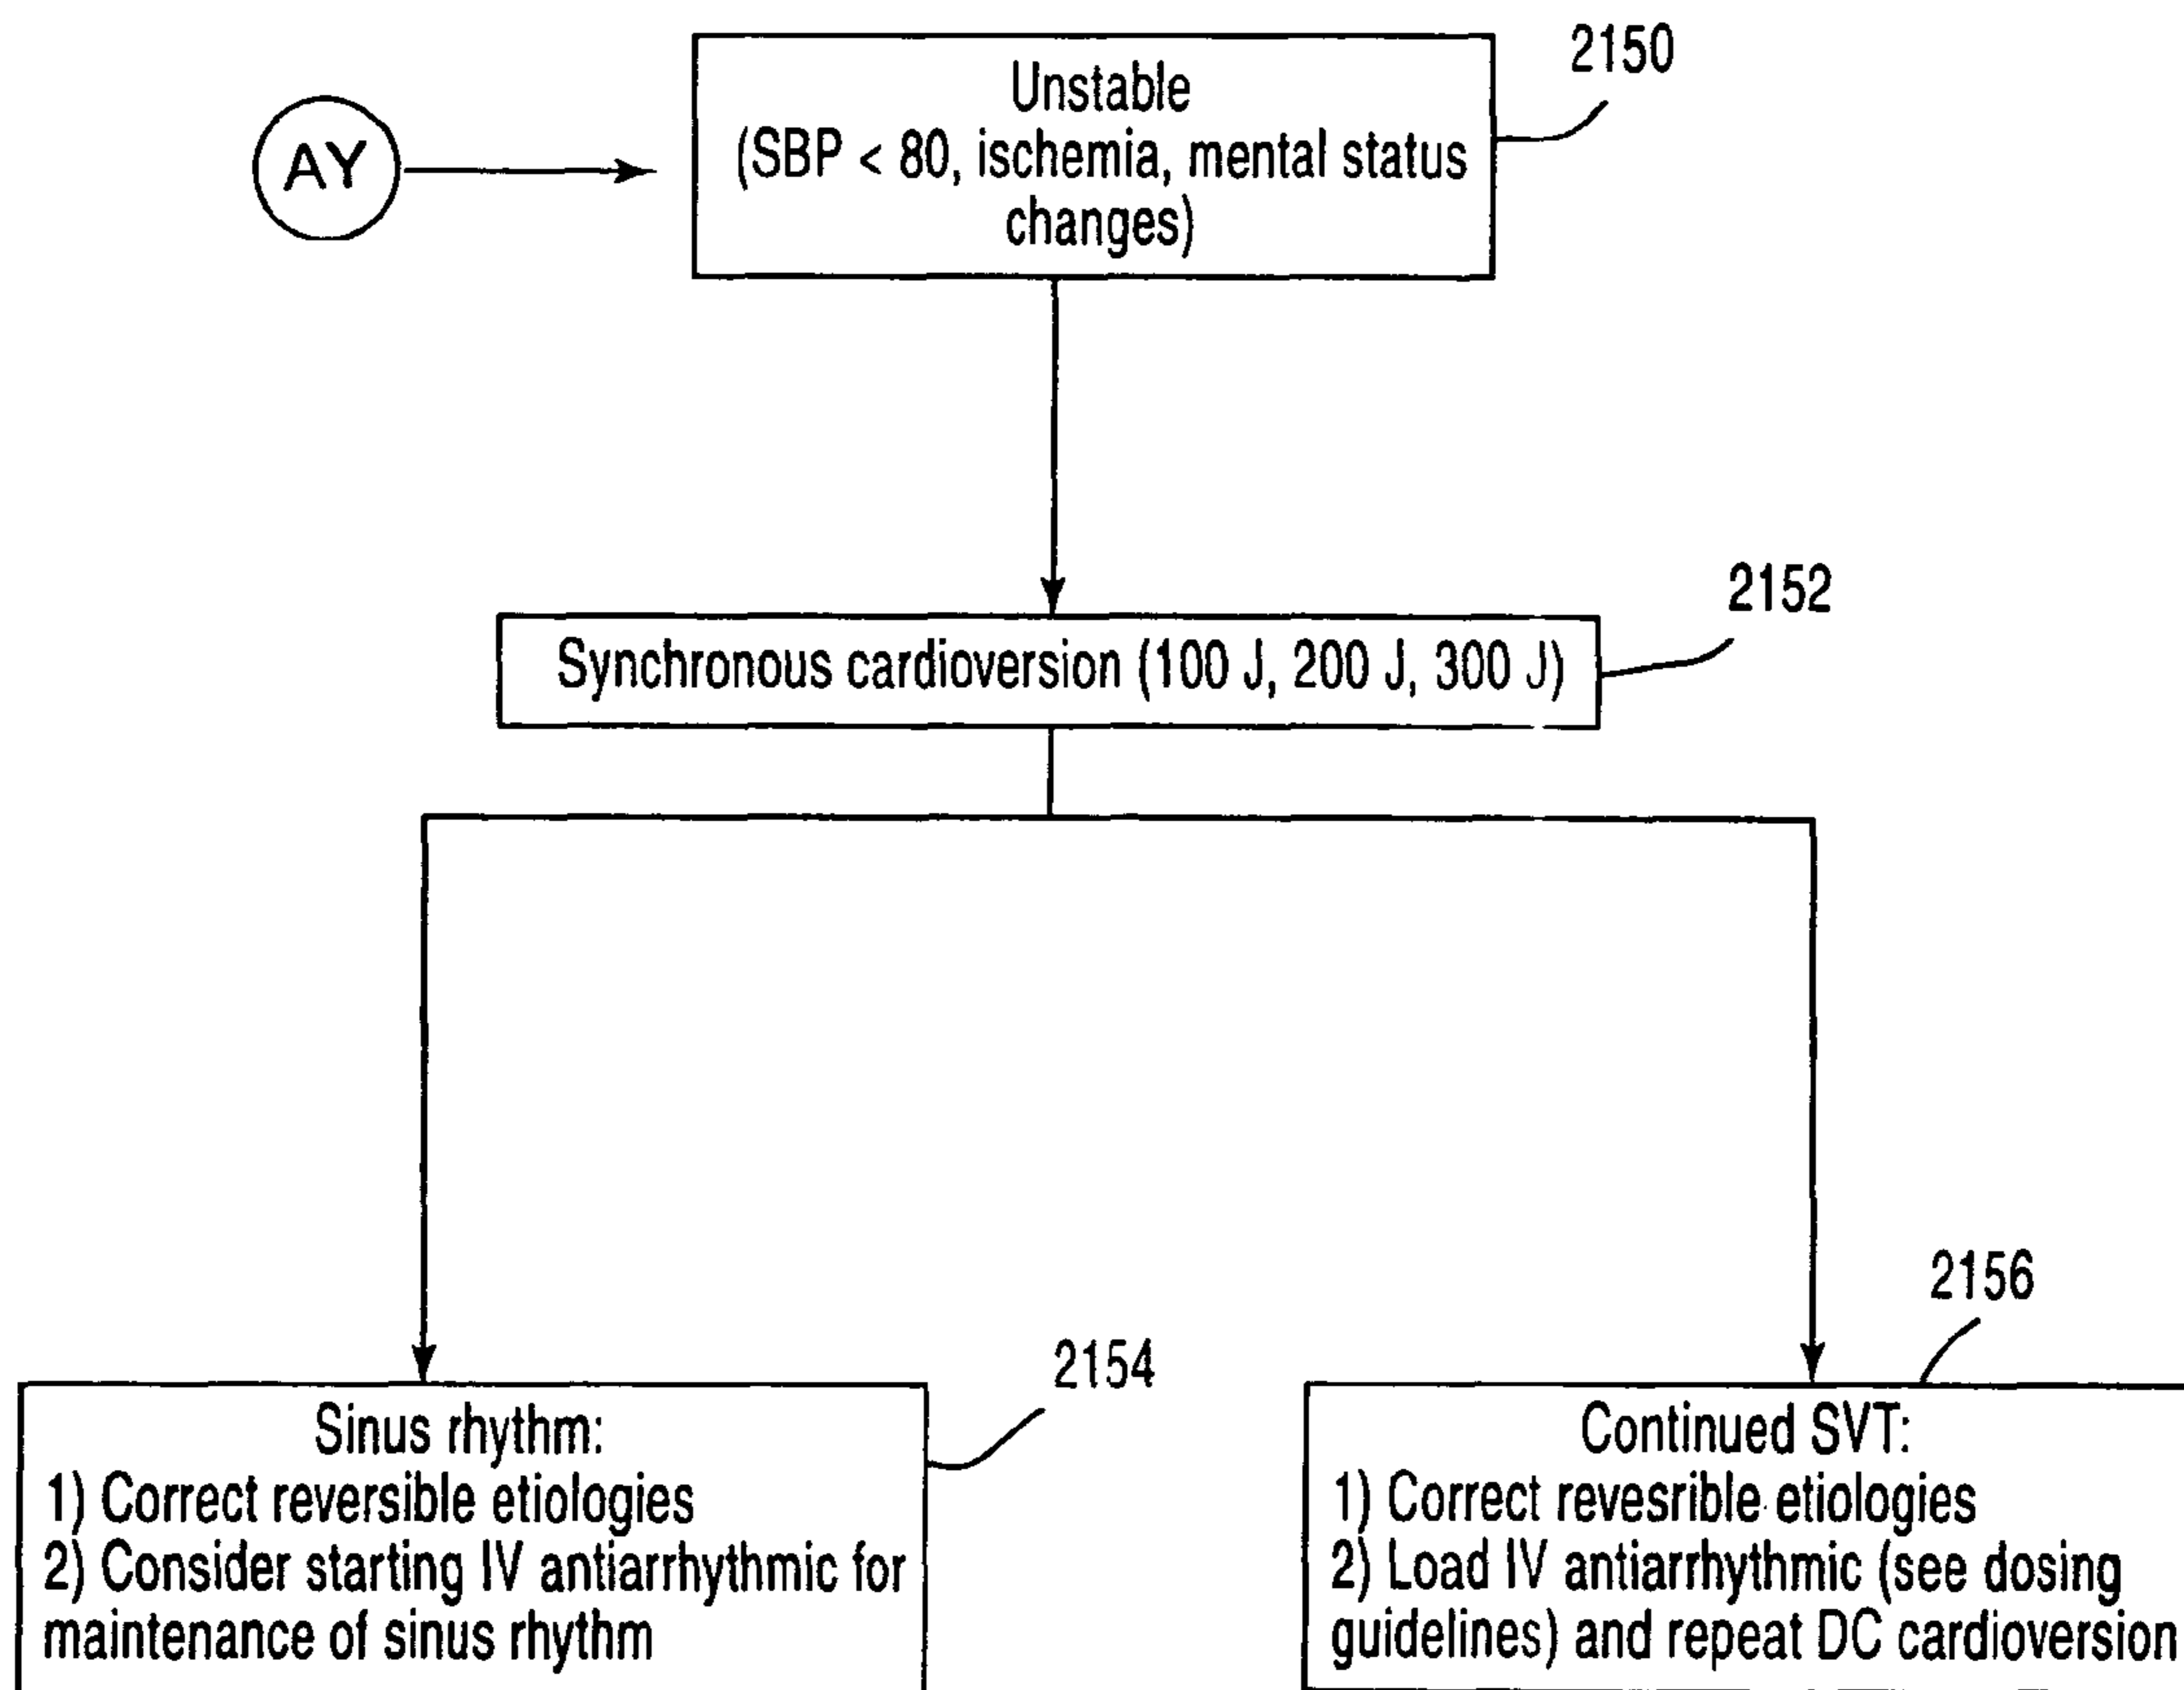 2150
Unstable
AY
(SBP < 80, ischemia, mental status
changes)
2152
Synchronous cardioversion (100 J, 200 J, 300 J)
2154
Sinus rhythm:
1) Correct reversible etiologies
2) Consider starting IV antiarrhythmic for
maintenance of sinus rhythm
2156
Continued SVT:
1) Correct revesrible etiologies
2) Load IV antiarrhythmic (see dosing
guidelines) and repeat DC cardioversion